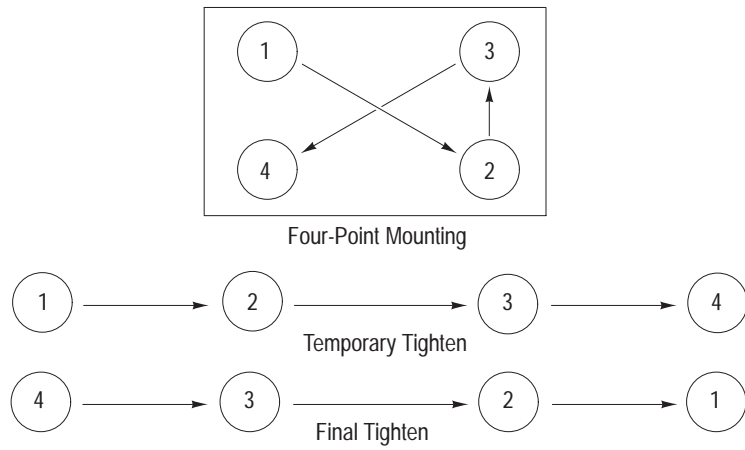 1 3
4 2
Four-Point Mounting
1 2 3 4
Temporary Tighten
4 3 2 1
Final Tighten